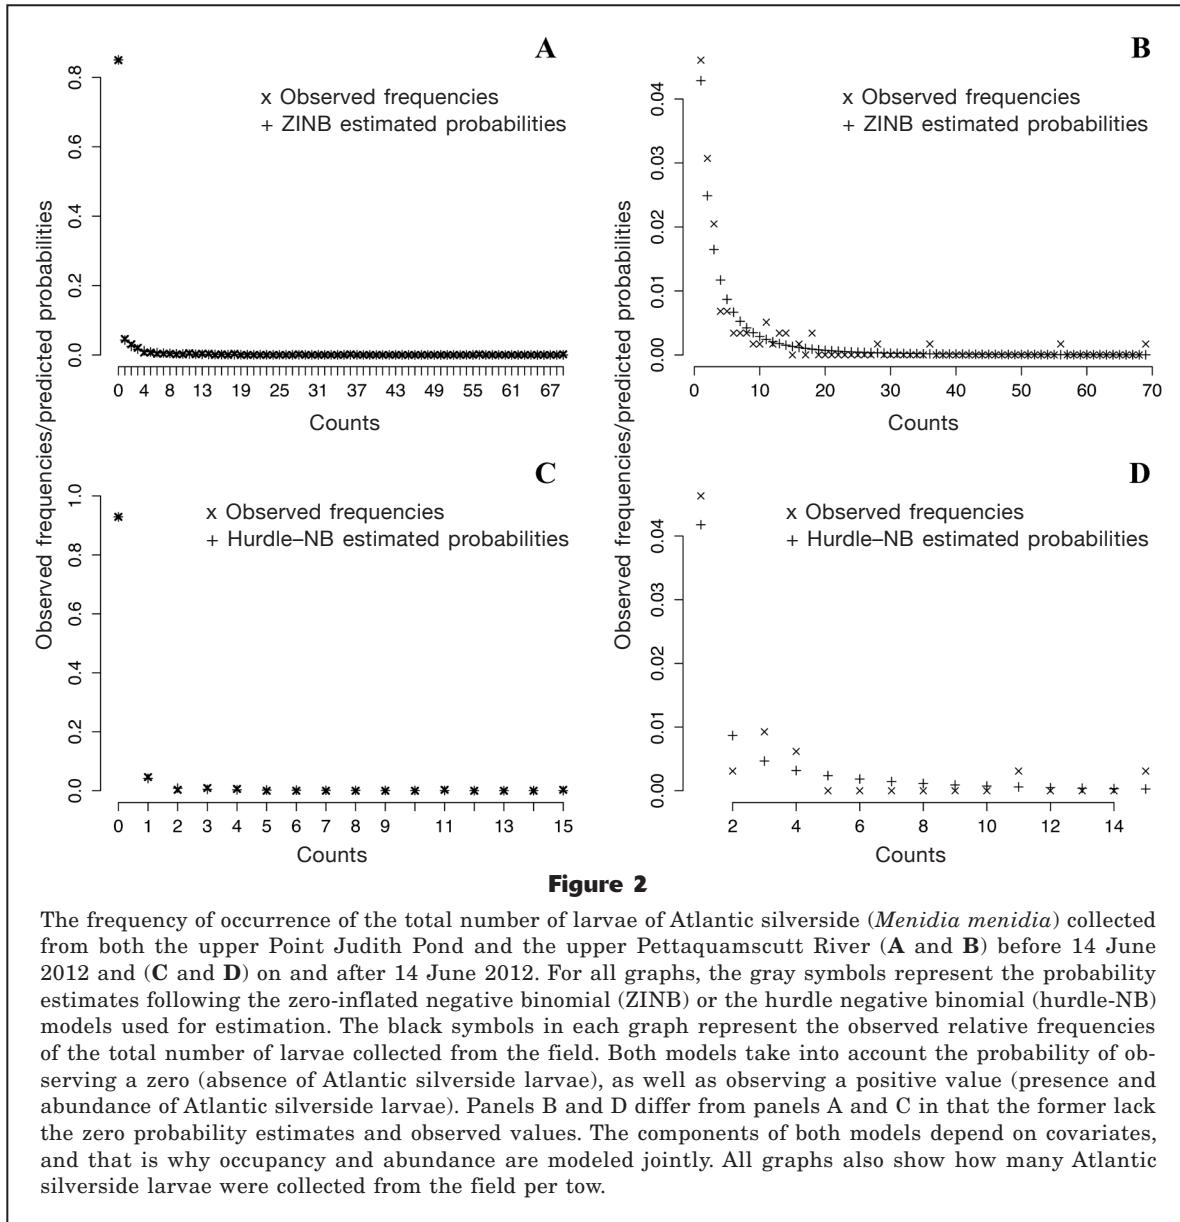 A
x Observed frequencies
+ ZINB estimated probabilities
0.8
0.6
0.4
0.2
0.0
0 4 8 13 19 25 31 37 43 49 55 61 67
Counts
B
x Observed frequencies
+ ZINB estimated probabilities
0.04
0.03
0.02
0.01
0.00
0 10 20 30 40 50 60 70
Counts
Observed frequencies/predicted probabilities
Observed frequencies/predicted probabilities
C
x Observed frequencies
+ Hurdle–NB estimated probabilities
1.0
0.8
0.6
0.4
0.2
0.0
0 1 2 3 4 5 6 7 8 9 11 13 15
Counts
D
x Observed frequencies
+ Hurdle–NB estimated probabilities
0.04
0.03
0.02
0.01
0.00
2 4 6 8 10 12 14
Counts
Figure 2
The frequency of occurrence of the total number of larvae of Atlantic silverside (Menidia menidia) collected
from both the upper Point Judith Pond and the upper Pettaquamscutt River (A and B) before 14 June
2012 and (C and D) on and after 14 June 2012. For all graphs, the gray symbols represent the probability
estimates following the zero-inflated negative binomial (ZINB) or the hurdle negative binomial (hurdle-NB)
models used for estimation. The black symbols in each graph represent the observed relative frequencies
of the total number of larvae collected from the field. Both models take into account the probability of ob-
serving a zero (absence of Atlantic silverside larvae), as well as observing a positive value (presence and
abundance of Atlantic silverside larvae). Panels B and D differ from panels A and C in that the former lack
the zero probability estimates and observed values. The components of both models depend on covariates,
and that is why occupancy and abundance are modeled jointly. All graphs also show how many Atlantic
silverside larvae were collected from the field per tow.